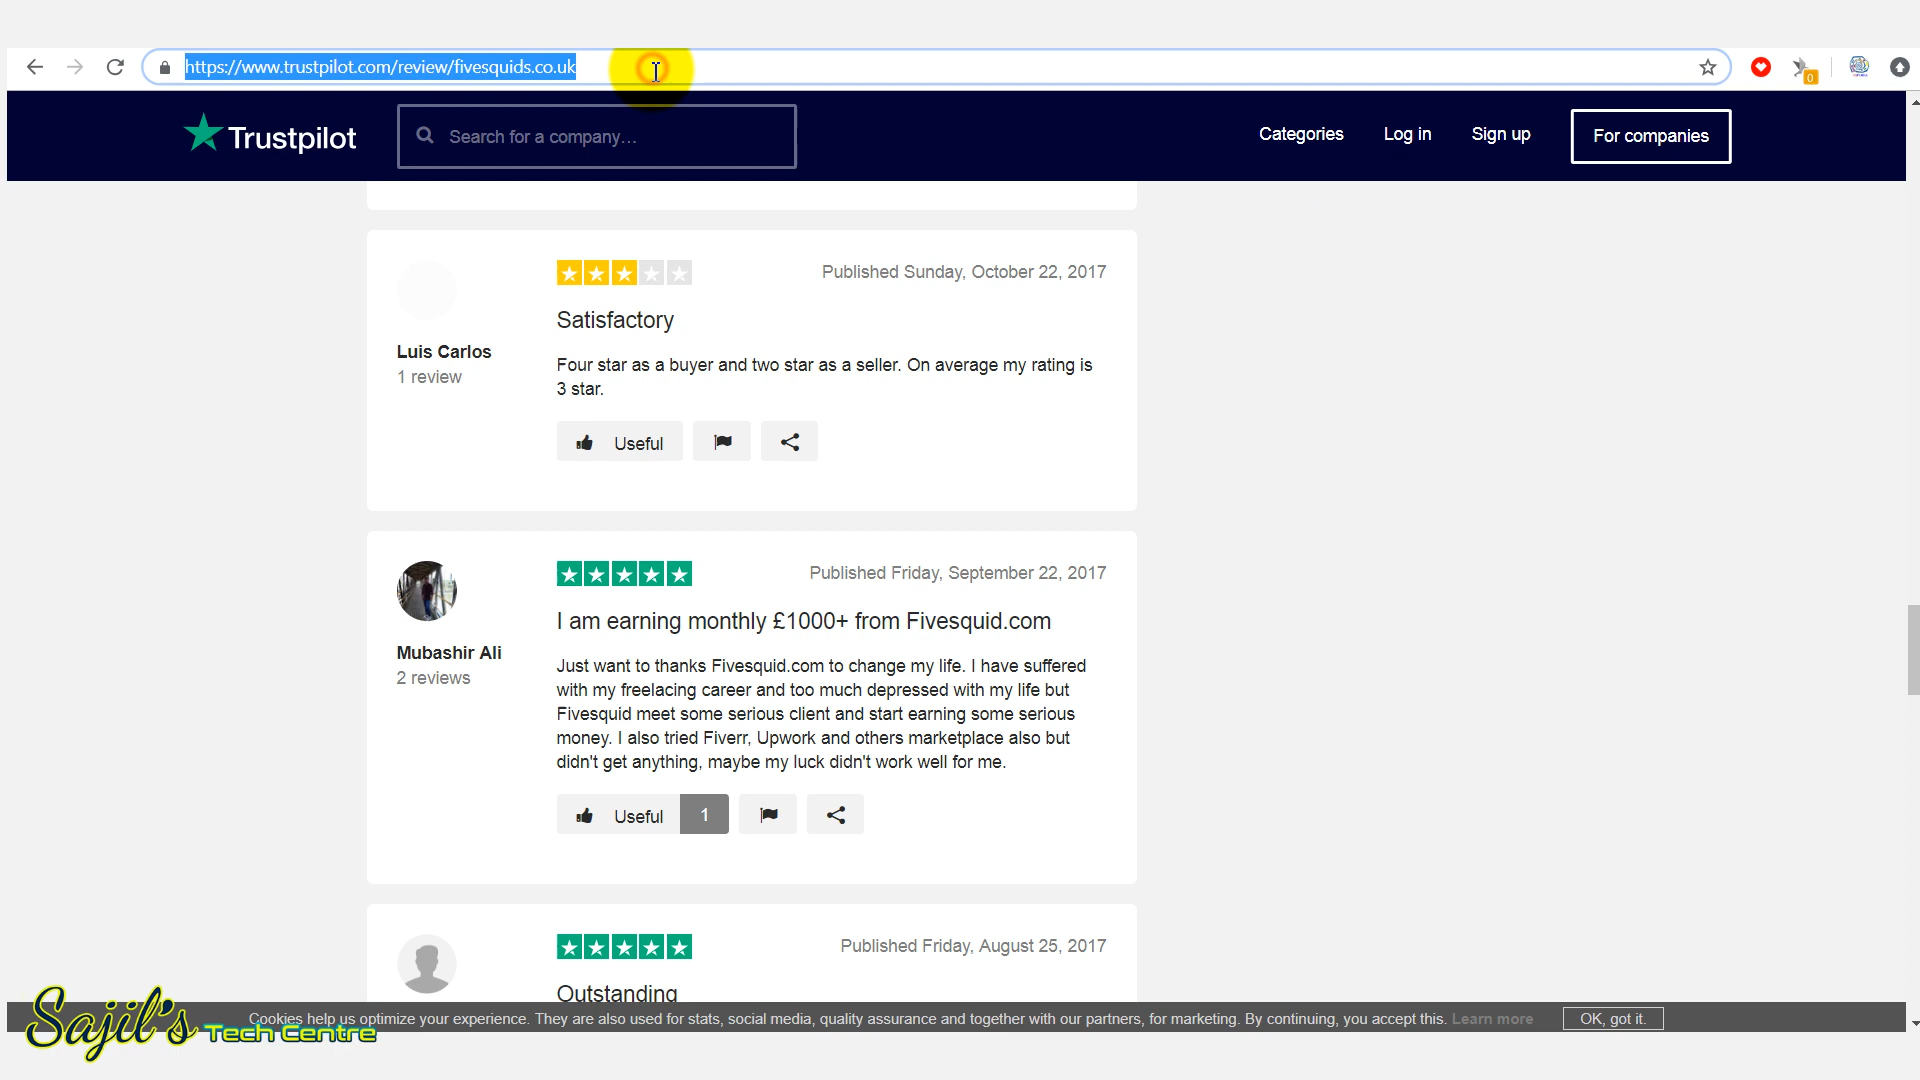 https://www.trustpilot.com/review/fivesquids.co.uk
0
Trustpilot
Search for a company...
Categories
Log in
Sign up
For companies
Published Sunday, October 22, 2017
Satisfactory
Luis Carlos
1 review
Four star as a buyer and two star as a seller. On average my rating is
3 star.
Useful
Published Friday, September 22, 2017
I am earning monthly £1000+ from Fivesquid.com
Mubashir Ali
2 reviews
Just want to thanks Fivesquid.com to change my life. I have suffered
with my freelacing career and too much depressed with my life but
Fivesquid meet some serious client and start earning some serious
money. I also tried Fiverr, Upwork and others marketplace also but
didn't get anything, maybe my luck didn't work well for me.
Useful 1
Published Friday, August 25, 2017
Outstanding
Cookies help us optimize your experience. They are also used for stats, social media, quality assurance and together with our partners, for marketing. By continuing, you accept this. Learn more
OK, got it.
Sajil's Tech Centre